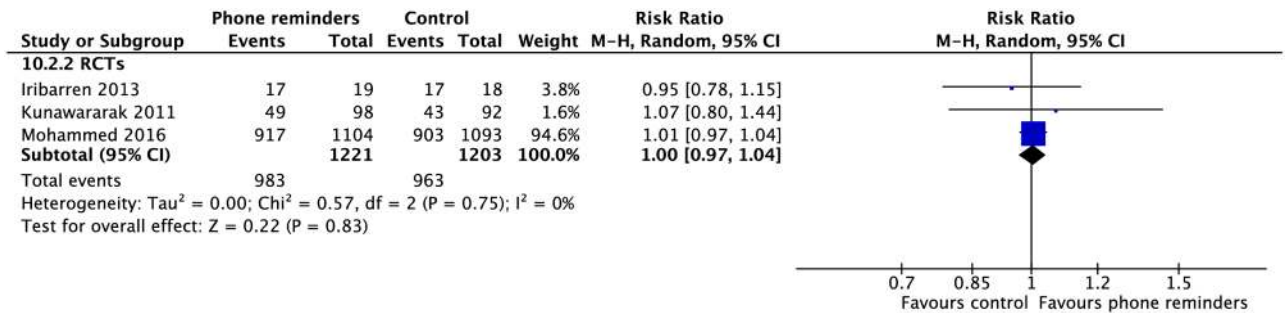 Phone reminders Control Risk Ratio Risk Ratio
Study or Subgroup Events Total Events Total Weight M-H, Random, 95% CI M-H, Random, 95% CI
10.2.2 RCTs
Iribarren 2013 17 19 17 18 3.8% 0.95 [0.78, 1.15]
Kunawararak 2011 49 98 43 92 1.6% 1.07 [0.80, 1.44]
Mohammed 2016 917 1104 903 1093 94.6% 1.01 [0.97, 1.04]
Subtotal (95% CI) 1221 1203 100.0% 1.00 [0.97, 1.04]
Total events 983 963
Heterogeneity: Tau² = 0.00; Chi² = 0.57, df = 2 (P = 0.75); I² = 0%
Test for overall effect: Z = 0.22 (P = 0.83)
0.7 0.85 1 1.2 1.5
Favours control Favours phone reminders